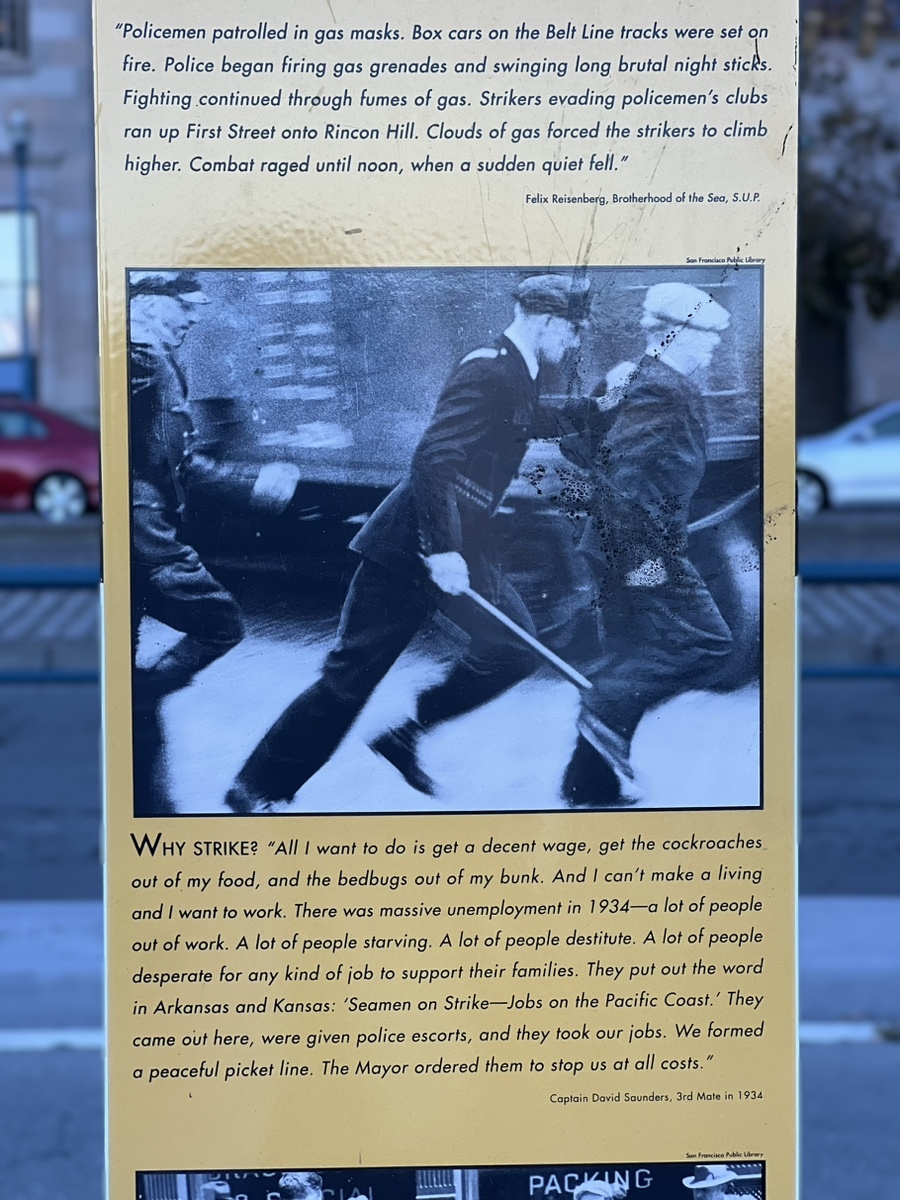 “Policemen patrolled in gas masks. Box cars on the Belt Line tracks were set on
fire. Police began firing gas grenades and swinging long brutal night sticks.
Fighting continued through fumes of gas. Strikers evading policemen’s clubs
ran up First Street onto Rincon Hill. Clouds of gas forced the strikers to climb
higher. Combat raged until noon, when a sudden quiet fell.”
Felix Reisenberg, Brotherhood of the Sea, S.U.P.
San Francisco Public Library
WHY STRIKE? “All I want to do is get a decent wage, get the cockroaches
out of my food, and the bedbugs out of my bunk. And I can’t make a living
and I want to work. There was massive unemployment in 1934—a lot of people
out of work. A lot of people starving. A lot of people destitute. A lot of people
desperate for any kind of job to support their families. They put out the word
in Arkansas and Kansas: ‘Seamen on Strike—Jobs on the Pacific Coast.’ They
came out here, were given police escorts, and they took our jobs. We formed
a peaceful picket line. The Mayor ordered them to stop us at all costs.”
Captain David Saunders, 3rd Mate in 1934
San Francisco Public Library
PACKING